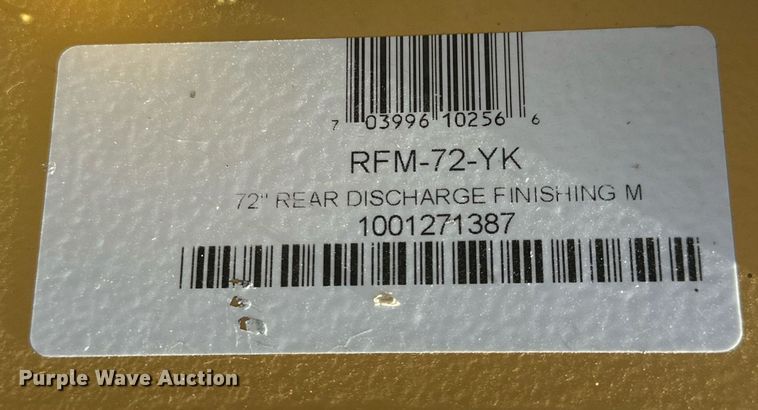 7 03996 10256 6
RFM-72-YK
72" REAR DISCHARGE FINISHING M
1001271387
Purple Wave Auction